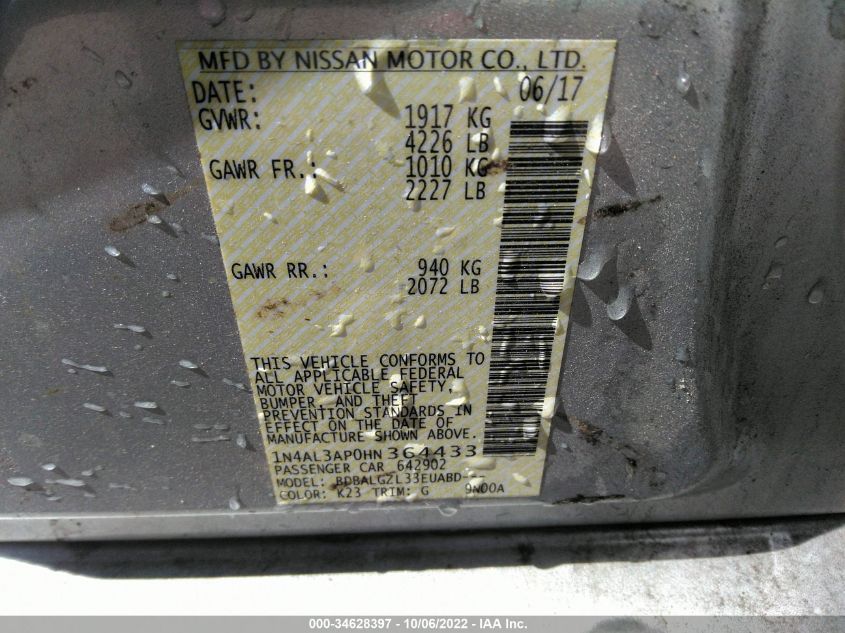 MFD BY NISSAN MOTOR CO., LTD.
DATE: 06/17
GVWR: 1917 KG
4226 LB
GAWR FR.: 1010 KG
2227 LB
GAWR RR.: 940 KG
2072 LB
THIS VEHICLE CONFORMS TO
ALL APPLICABLE FEDERAL
MOTOR VEHICLE SAFETY,
BUMPER, AND THEFT
PREVENTION STANDARDS IN
EFFECT ON THE DATE OF
MANUFACTURE SHOWN ABOVE.
1N4AL3AP0HN364433
PASSENGER CAR 642902
MODEL: BDBALGZL33EUABD---
COLOR: K23 TRIM: G 9N00A
000-34628397 - 10/06/2022 - IAA Inc.